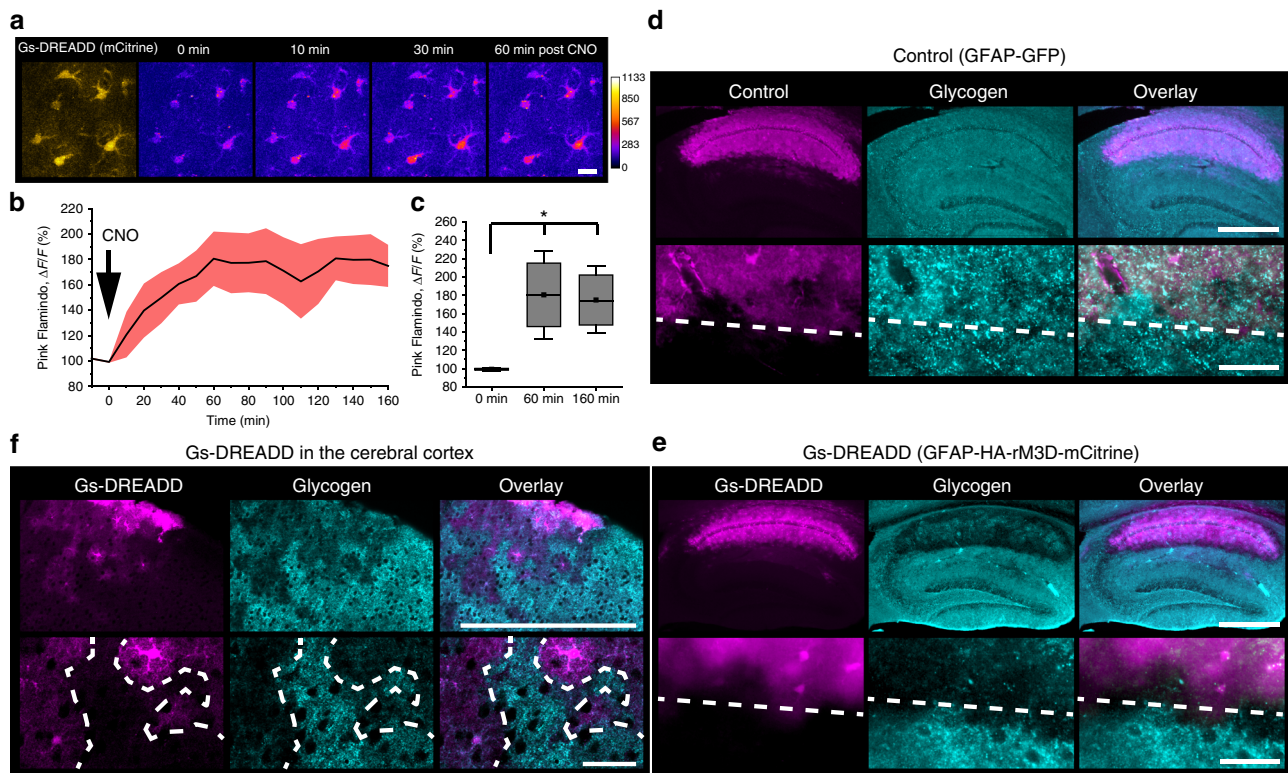 a
Gs-DREADD (mCitrine)
0 min
10 min
30 min
60 min post CNO
1133
850
567
283
0
b
Pink Flamindo, ΔF/F (%)
220
200
180
160
140
120
100
80
CNO
0
20
40
60
80
100
120
140
160
Time (min)
c
Pink Flamindo, ΔF/F (%)
260
240
220
200
180
160
140
120
100
80
*
0 min
60 min
160 min
d
Control (GFAP-GFP)
Control
Glycogen
Overlay
f
Gs-DREADD in the cerebral cortex
Gs-DREADD
Glycogen
Overlay
e
Gs-DREADD (GFAP-HA-rM3D-mCitrine)
Gs-DREADD
Glycogen
Overlay